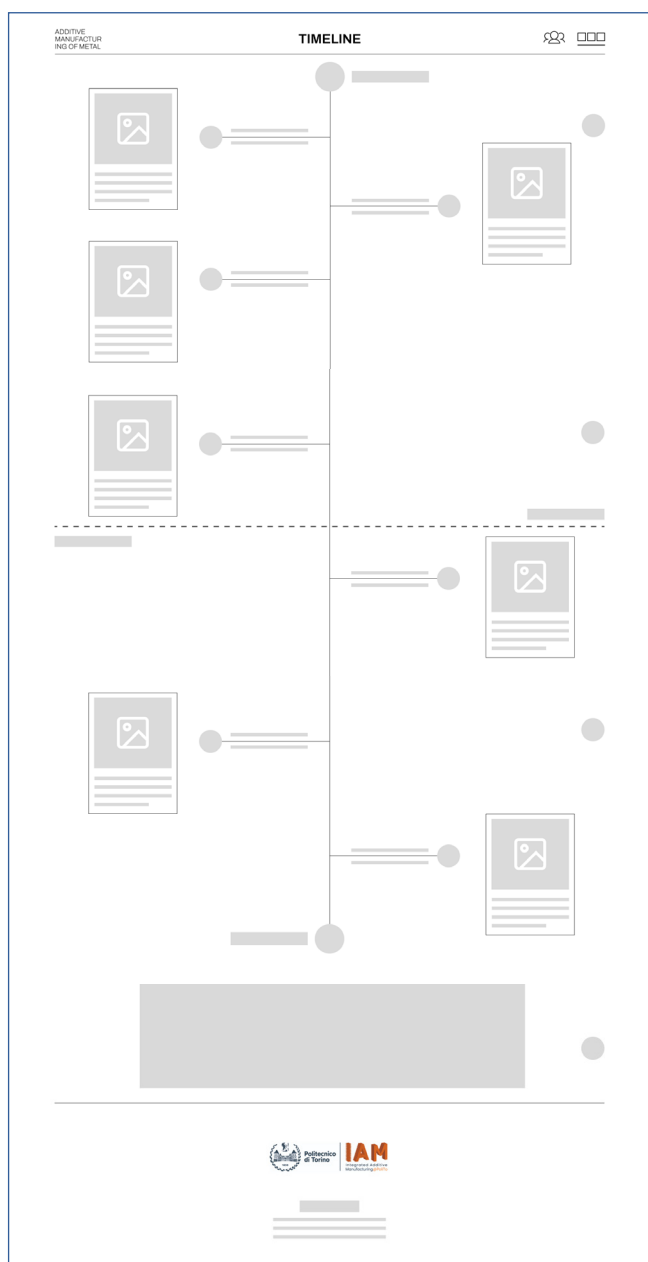 ADDITIVE
MANUFACTUR
ING OF METAL
TIMELINE
Politecnico
di Torino
IAM
Integrated Additive
Manufacturing